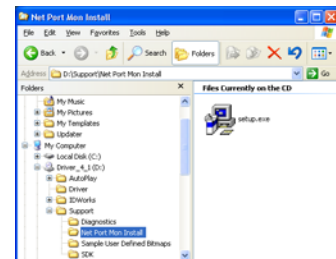 Net Port Mon Install
File Edit View Favorites Tools Help
Back Search Folders
Address D:\Support\Net Port Mon Install Go
Folders
Files Currently on the CD
My Music
My Pictures
My Templates
Updater
My Computer
Local Disk (C:)
Driver_4_1 (D:)
AutoPlay
Driver
IDWorks
Support
Diagnostics
Net Port Mon Install
Sample User Defined Bitmaps
SDK
setup.exe